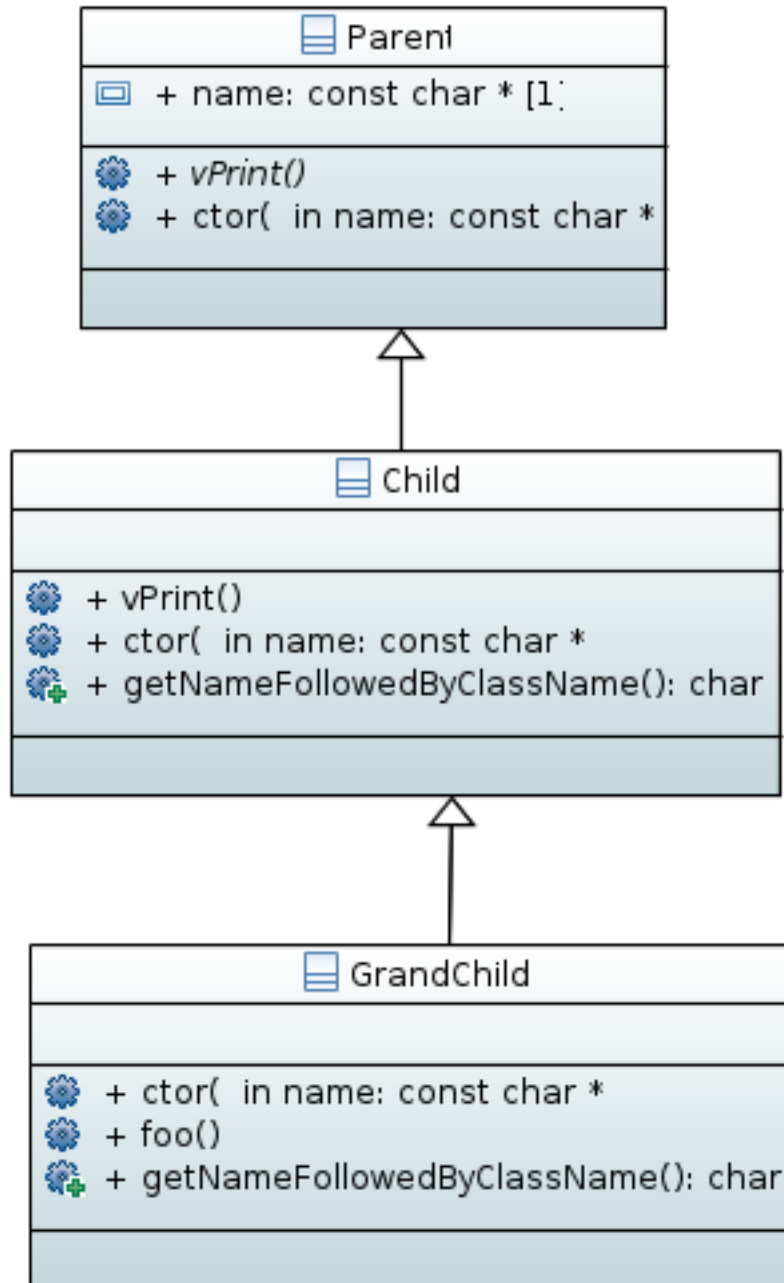 Parent
+ name: const char * [1]
+ vPrint()
+ ctor(  in name: const char *
Child
+ vPrint()
+ ctor(  in name: const char *
+ getNameFollowedByClassName(): char
GrandChild
+ ctor(  in name: const char *
+ foo()
+ getNameFollowedByClassName(): char